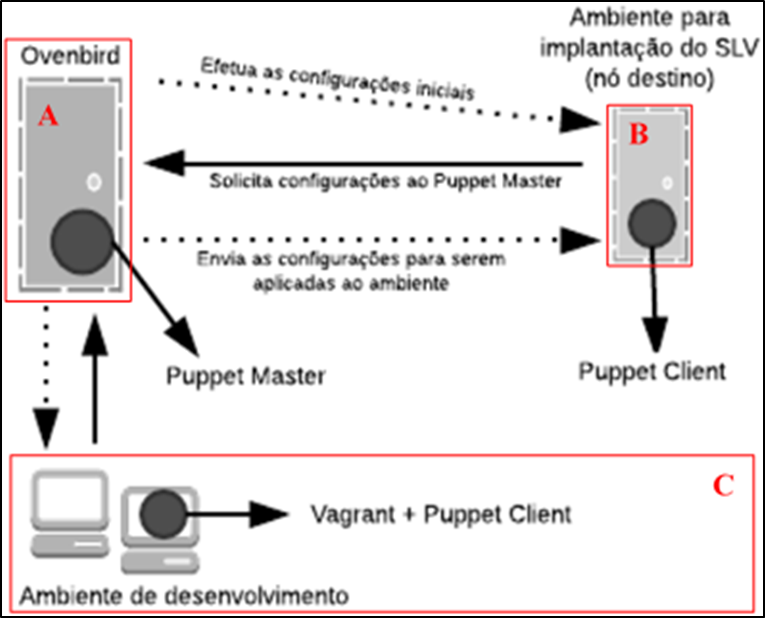 Ovenbird
A
Efetua as configurações iniciais
Ambiente para
implantação do SLV
(nó destino)
B
Solicita configurações ao Puppet Master
Envia as configurações para serem
aplicadas ao ambiente
Puppet Master
Puppet Client
C
Vagrant + Puppet Client
Ambiente de desenvolvimento